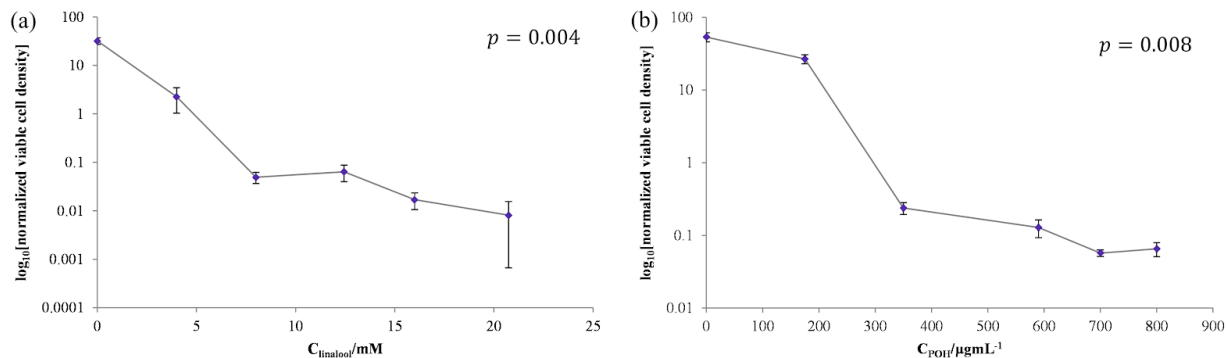 (a)
p = 0.004
log₁₀[normalized viable cell density]
100
10
1
0.1
0.01
0.001
0.0001
0 5 10 15 20 25
C_linalool/mM
(b)
p = 0.008
log₁₀[normalized viable cell density]
100
10
1
0.1
0.01
0 100 200 300 400 500 600 700 800 900
C_POH/µgmL⁻¹